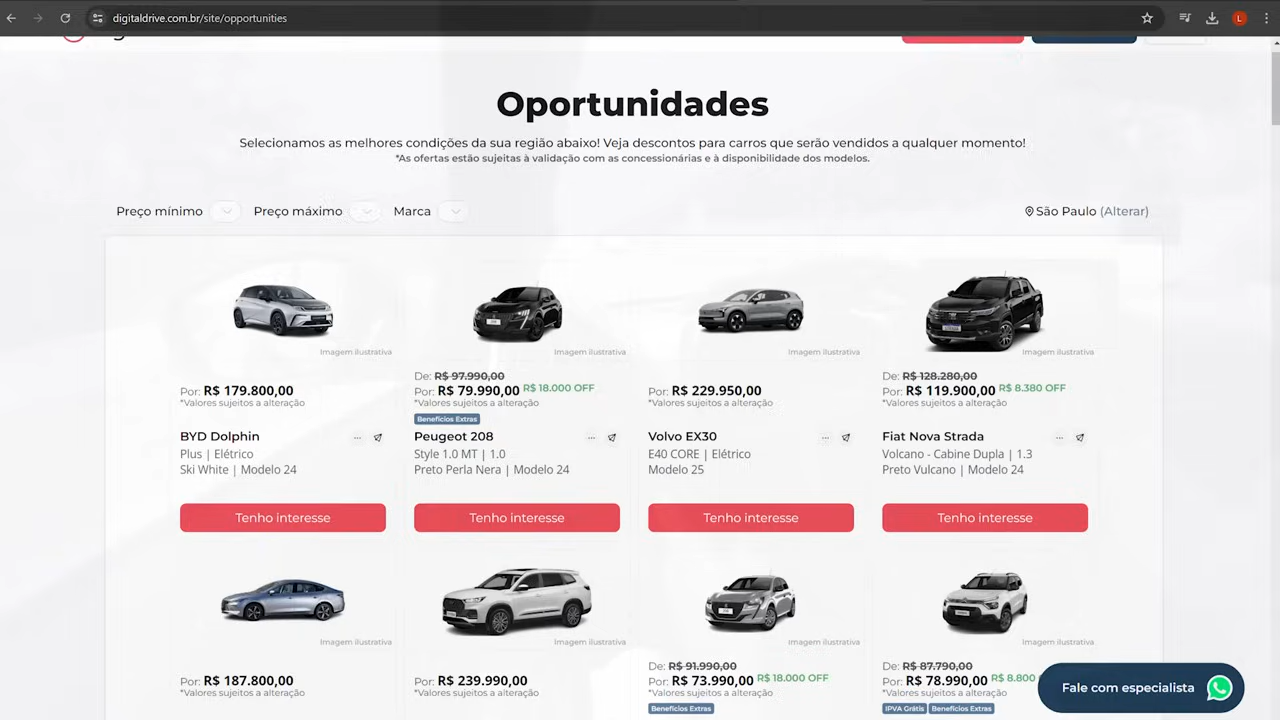 digitaldrive.com.br/site/opportunities
L
Oportunidades
Selecionamos as melhores condições da sua região abaixo! Veja descontos para carros que serão vendidos a qualquer momento!
*As ofertas estão sujeitas à validação com as concessionárias e à disponibilidade dos modelos.
Preço mínimo Preço máximo Marca São Paulo (Alterar)
Imagem ilustrativa Imagem ilustrativa Imagem ilustrativa Imagem ilustrativa
De: R$ 97.990,00 De: R$ 128.280,00
Por: R$ 179.800,00 Por: R$ 79.990,00 R$ 18.000 OFF Por: R$ 229.950,00 Por: R$ 119.900,00 R$ 8.380 OFF
*Valores sujeitos a alteração *Valores sujeitos a alteração *Valores sujeitos a alteração *Valores sujeitos a alteração
Benefícios Extras
BYD Dolphin ... Peugeot 208 ... Volvo EX30 ... Fiat Nova Strada ...
Plus | Elétrico Style 1.0 MT | 1.0 E40 CORE | Elétrico Volcano - Cabine Dupla | 1.3
Ski White | Modelo 24 Preto Perla Nera | Modelo 24 Modelo 25 Preto Vulcano | Modelo 24
Tenho interesse Tenho interesse Tenho interesse Tenho interesse
Imagem ilustrativa Imagem ilustrativa Imagem ilustrativa Imagem ilustrativa
De: R$ 91.990,00 De: R$ 87.790,00
Por: R$ 187.800,00 Por: R$ 239.990,00 Por: R$ 73.990,00 R$ 18.000 OFF Por: R$ 78.990,00 R$ 8.800
*Valores sujeitos a alteração *Valores sujeitos a alteração *Valores sujeitos a alteração *Valores sujeitos a alteração
Benefícios Extras IPVA Grátis Benefícios Extras
Fale com especialista